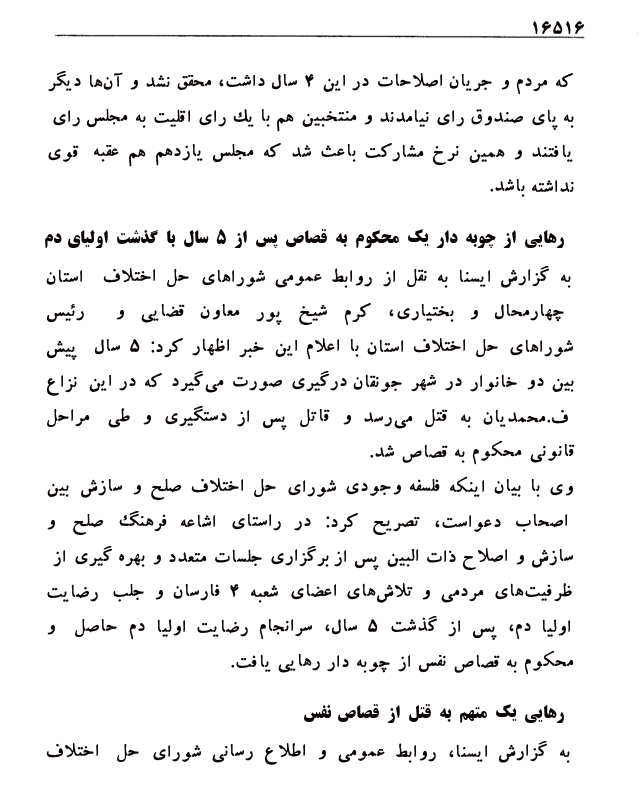 ۱۶۵۱۶
که مردم و جریان اصلاحات در این ۴ سال داشت، محقق نشد و آن‌ها دیگر
به پای صندوق رای نیامدند و منتخبین هم با یك رای اقلیت به مجلس رای
یافتند و همین نرخ مشارکت باعث شد که مجلس یازدهم هم عقبه قوی
نداشته باشد.
رهایی از چوبه دار یک محکوم به قصاص پس از ۵ سال با گذشت اولیای دم
به گزارش ایسنا به نقل از روابط عمومی شوراهای حل اختلاف استان
چهارمحال و بختیاری، کرم شیخ پور معاون قضایی و رئیس
شوراهای حل اختلاف استان با اعلام این خبر اظهار کرد: ۵ سال پیش
بین دو خانوار در شهر جونقان درگیری صورت می‌گیرد که در این نزاع
ف.محمدیان به قتل می‌رسد و قاتل پس از دستگیری و طی مراحل
قانونی محکوم به قصاص شد.
وی با بیان اینکه فلسفه وجودی شورای حل اختلاف صلح و سازش بین
اصحاب دعواست، تصریح کرد: در راستای اشاعه فرهنگ صلح و
سازش و اصلاح ذات البین پس از برگزاری جلسات متعدد و بهره گیری از
ظرفیت‌های مردمی و تلاش‌های اعضای شعبه ۴ فارسان و جلب رضایت
اولیا دم، پس از گذشت ۵ سال، سرانجام رضایت اولیا دم حاصل و
محکوم به قصاص نفس از چوبه دار رهایی یافت.
رهایی یک متهم به قتل از قصاص نفس
به گزارش ایسنا، روابط عمومی و اطلاع رسانی شورای حل اختلاف